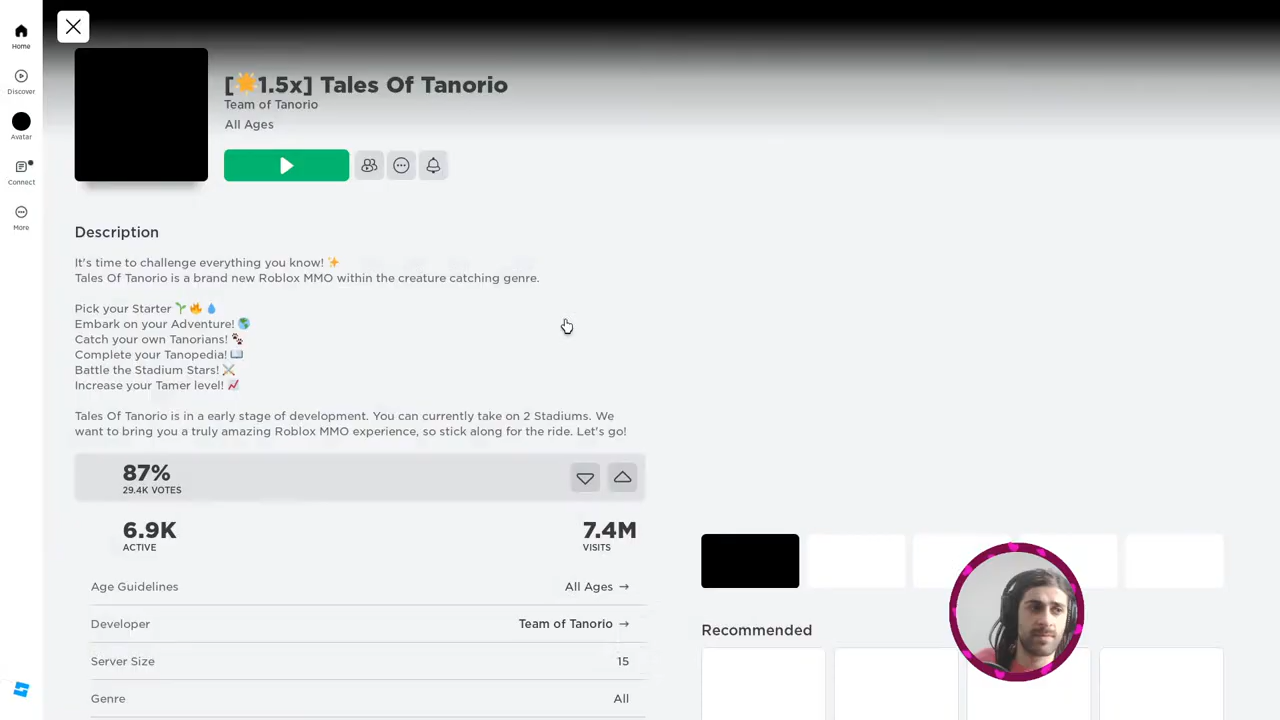 Home
Discover
Avatar
Connect
More
[☀️1.5x] Tales Of Tanorio
Team of Tanorio
All Ages
Description
It's time to challenge everything you know! ✨
Tales Of Tanorio is a brand new Roblox MMO within the creature catching genre.
Pick your Starter 🌱🔥💧
Embark on your Adventure! 🌎
Catch your own Tanorians! 🐾
Complete your Tanopedia! 📖
Battle the Stadium Stars! ⚔️
Increase your Tamer level! 📈
Tales Of Tanorio is in a early stage of development. You can currently take on 2 Stadiums. We
want to bring you a truly amazing Roblox MMO experience, so stick along for the ride. Let's go!
87%
29.4K VOTES
6.9K
ACTIVE
7.4M
VISITS
Age Guidelines
All Ages →
Developer
Team of Tanorio →
Server Size
15
Genre
All
Recommended